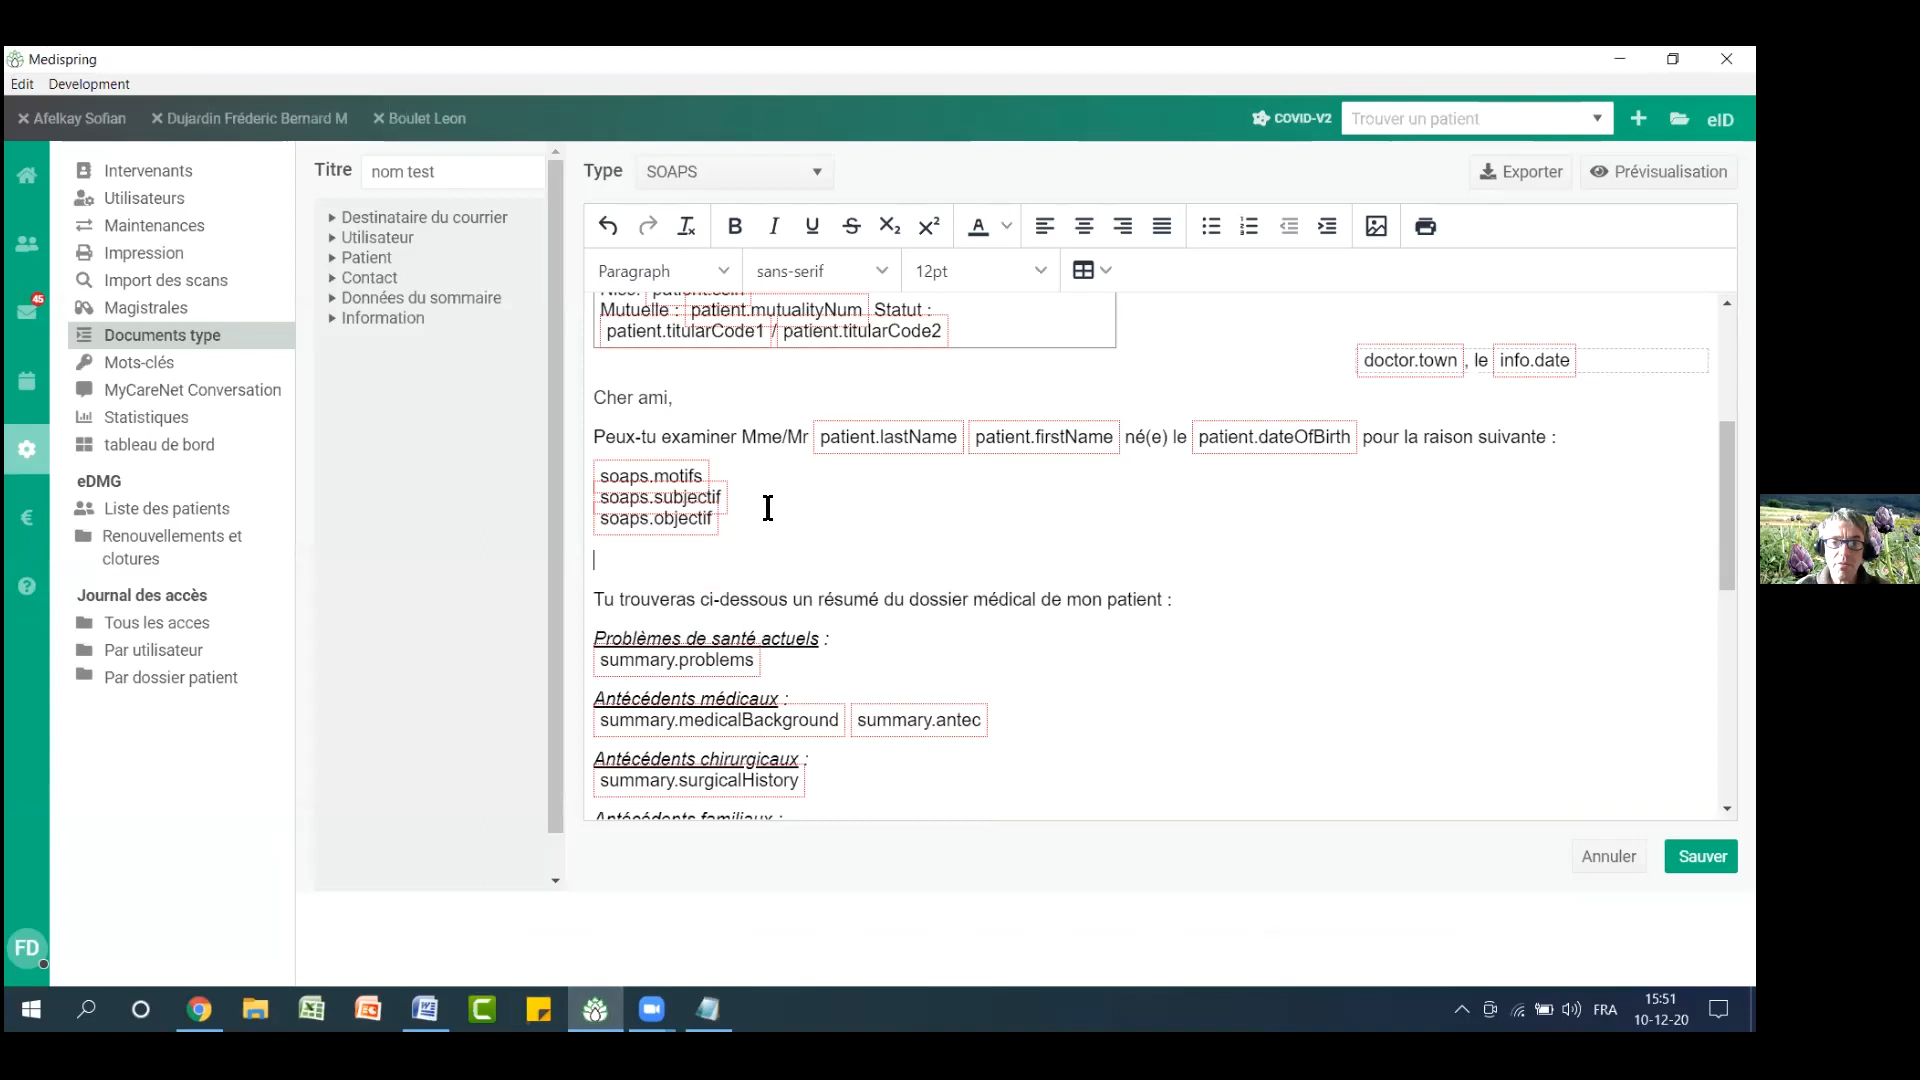 Medispring
Edit Development
Afelkay Sofian Dujardin Fréderic Bernard M Boulet Leon COVID-V2 Trouver un patient eID
Intervenants
Utilisateurs
Maintenances
Impression
Import des scans
45
Magistrales
Documents type
Mots-clés
MyCareNet Conversation
Statistiques
tableau de bord
eDMG
Liste des patients
Renouvellements et
clotures
Journal des accès
Tous les acces
Par utilisateur
Par dossier patient
FD
Titre nom test
Destinataire du courrier
Utilisateur
Patient
Contact
Données du sommaire
Information
Type SOAPS Exporter Prévisualisation
Paragraph sans-serif 12pt
Mutuelle : patient.mutualityNum Statut :
patient.titularCode1 / patient.titularCode2
doctor.town , le info.date
Cher ami,
Peux-tu examiner Mme/Mr patient.lastName patient.firstName né(e) le patient.dateOfBirth pour la raison suivante :
soaps.motifs
soaps.subjectif
soaps.objectif
Tu trouveras ci-dessous un résumé du dossier médical de mon patient :
Problèmes de santé actuels :
summary.problems
Antécédents médicaux :
summary.medicalBackground summary.antec
Antécédents chirurgicaux :
summary.surgicalHistory
Antécédents familiaux :
Annuler Sauver
FRA
15:51
10-12-20